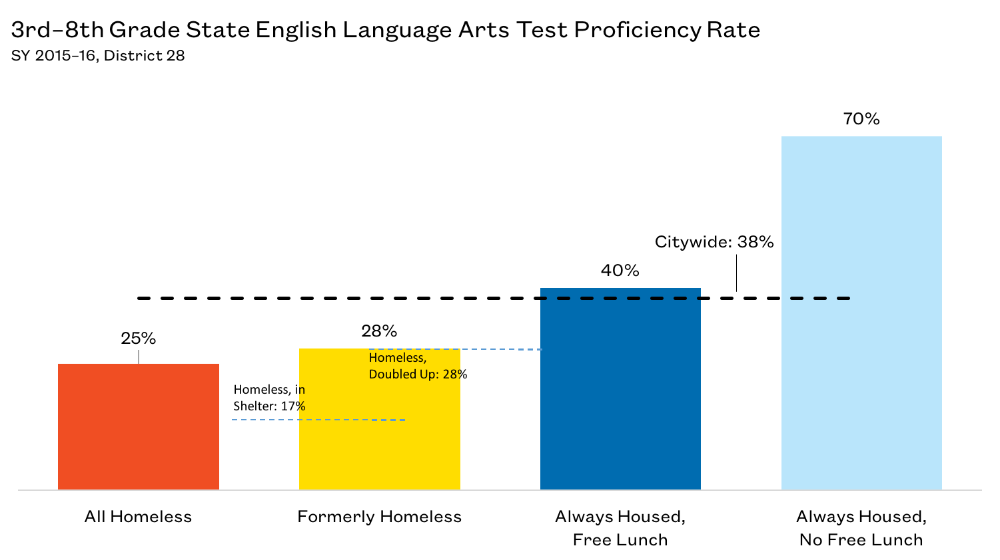 3rd–8th Grade State English Language Arts Test Proficiency Rate
SY 2015–16, District 28
70%
Citywide: 38%
40%
28%
25%
Homeless,
Doubled Up: 28%
Homeless, in
Shelter: 17%
All Homeless
Formerly Homeless
Always Housed,
Free Lunch
Always Housed,
No Free Lunch